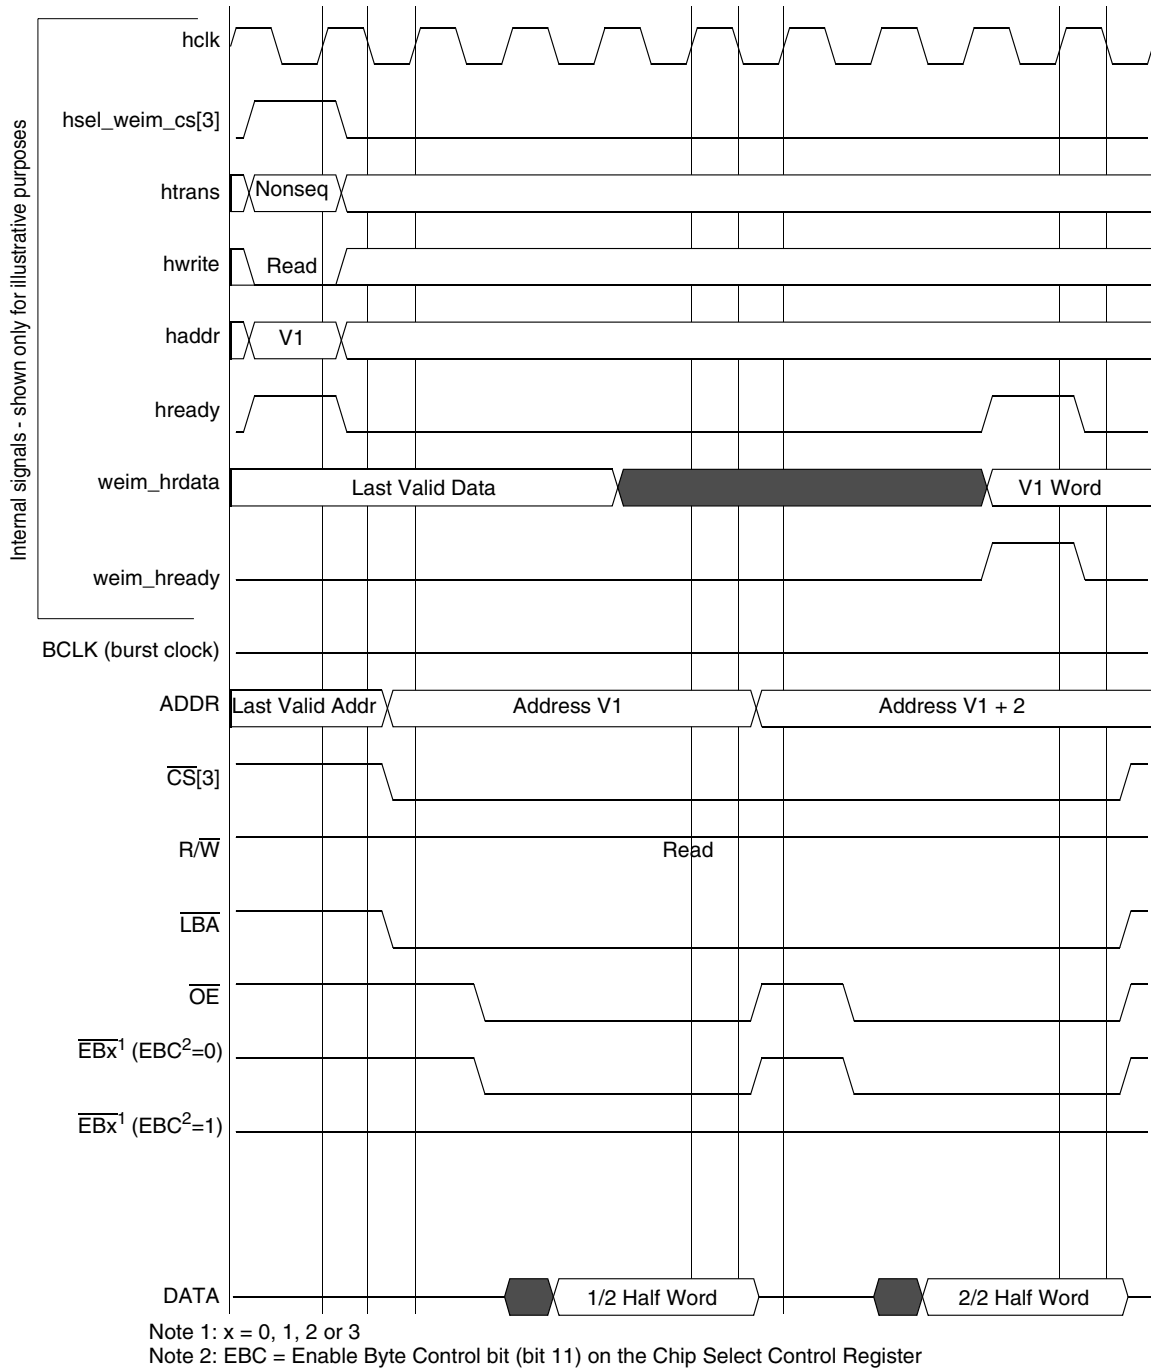 Internal signals - shown only for illustrative purposes
hclk
hsel_weim_cs[3]
htrans Nonseq
hwrite Read
haddr V1
hready
weim_hrdata Last Valid Data V1 Word
weim_hready
BCLK (burst clock)
ADDR Last Valid Addr Address V1 Address V1 + 2
CS[3]
R/W Read
LBA
OE
EBx1 (EBC2=0)
EBx1 (EBC2=1)
DATA 1/2 Half Word 2/2 Half Word
Note 1: x = 0, 1, 2 or 3
Note 2: EBC = Enable Byte Control bit (bit 11) on the Chip Select Control Register